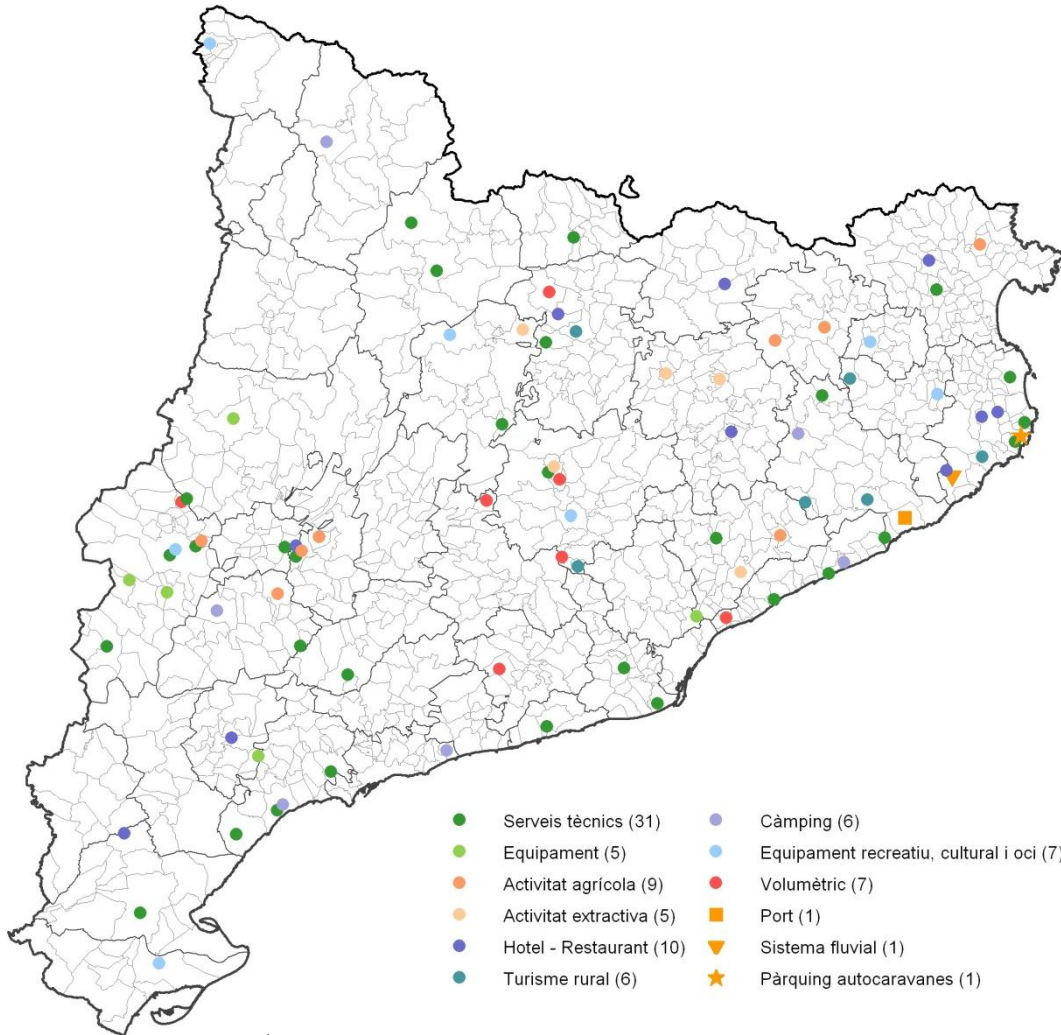 Serveis tècnics (31)
Equipament (5)
Activitat agrícola (9)
Activitat extractiva (5)
Hotel - Restaurant (10)
Turisme rural (6)
Càmping (6)
Equipament recreatiu, cultural i oci (7)
Volumètric (7)
Port (1)
Sistema fluvial (1)
Pàrquing autocaravanes (1)